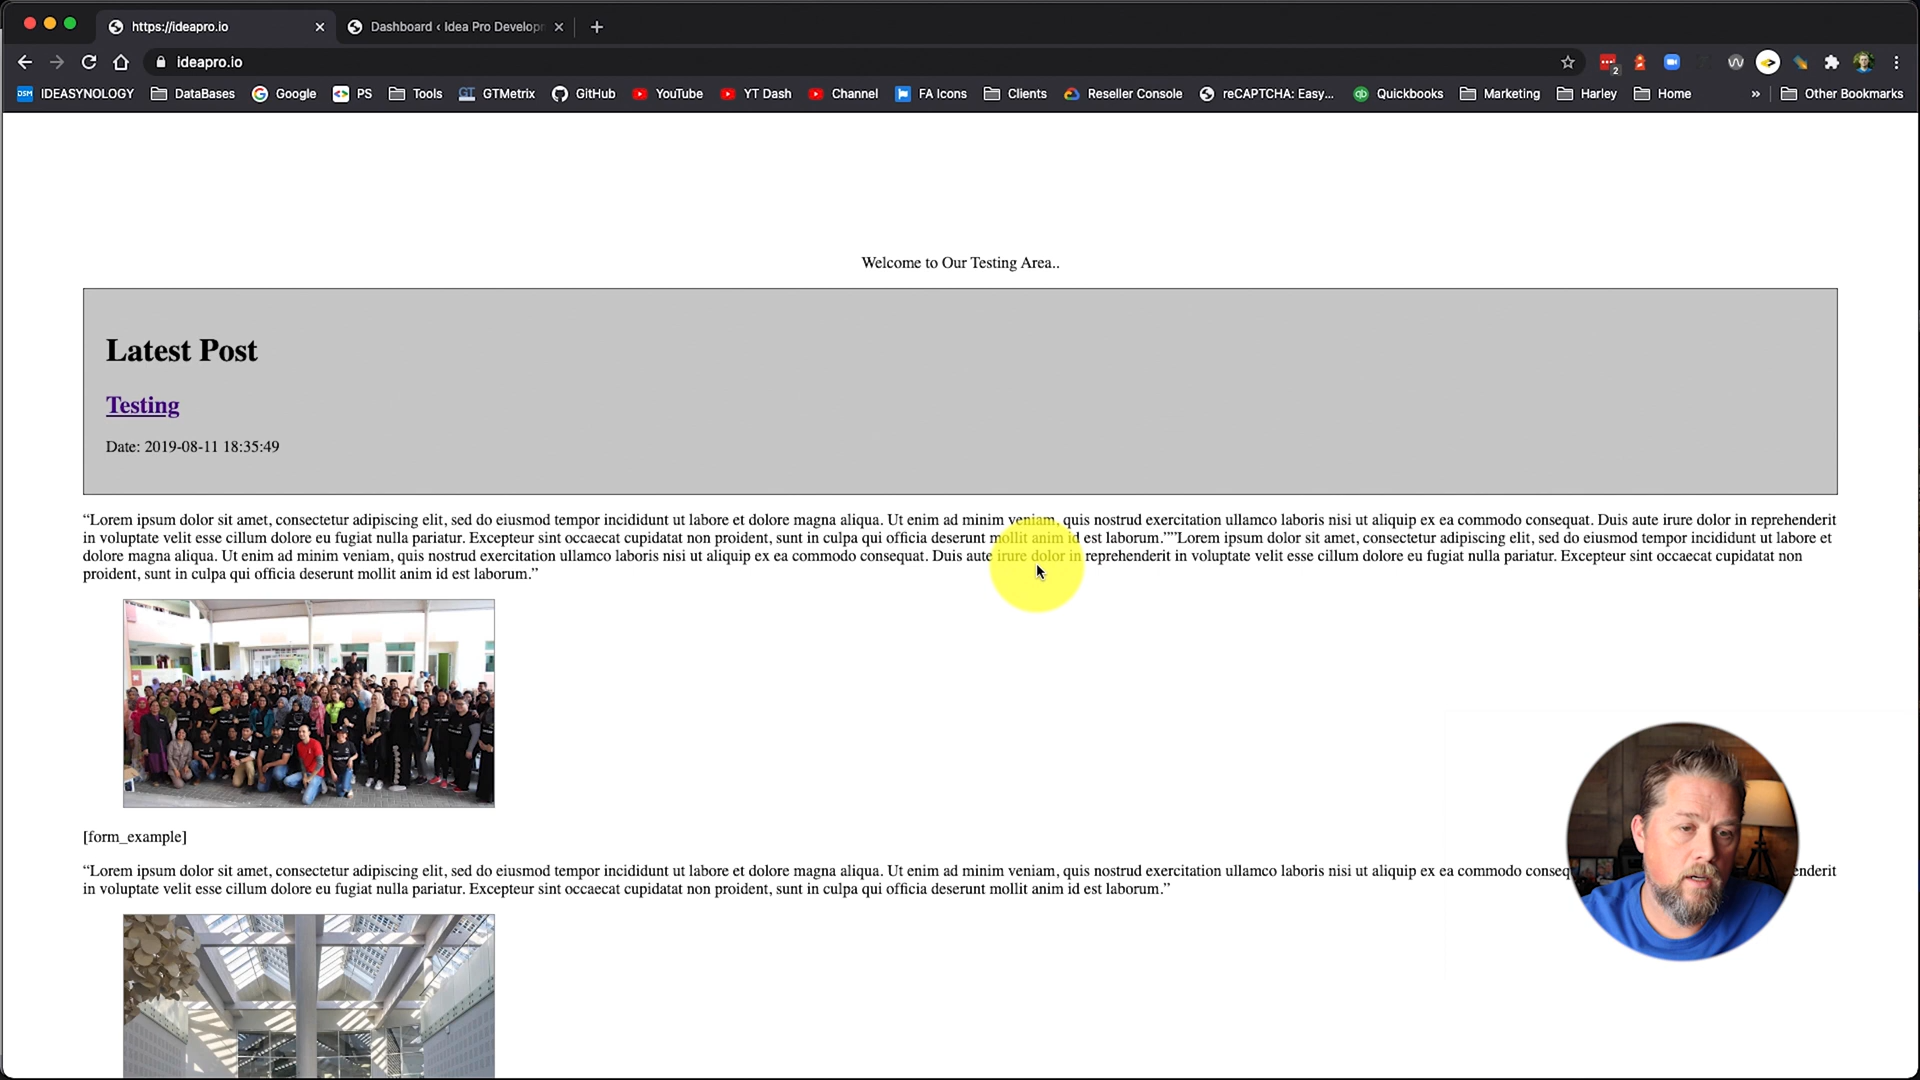 https://ideapro.io
Dashboard ‹ Idea Pro Develop
ideapro.io
2
DSM IDEASYNOLOGY DataBases Google PS Tools GT GTMetrix GitHub YouTube YT Dash Channel FA Icons Clients Reseller Console reCAPTCHA: Easy... qb Quickbooks Marketing Harley Home » Other Bookmarks
Welcome to Our Testing Area..
Latest Post
Testing
Date: 2019-08-11 18:35:49
“Lorem ipsum dolor sit amet, consectetur adipiscing elit, sed do eiusmod tempor incididunt ut labore et dolore magna aliqua. Ut enim ad minim veniam, quis nostrud exercitation ullamco laboris nisi ut aliquip ex ea commodo consequat. Duis aute irure dolor in reprehenderit
in voluptate velit esse cillum dolore eu fugiat nulla pariatur. Excepteur sint occaecat cupidatat non proident, sunt in culpa qui officia deserunt mollit anim id est laborum.””Lorem ipsum dolor sit amet, consectetur adipiscing elit, sed do eiusmod tempor incididunt ut labore et
dolore magna aliqua. Ut enim ad minim veniam, quis nostrud exercitation ullamco laboris nisi ut aliquip ex ea commodo consequat. Duis aute irure dolor in reprehenderit in voluptate velit esse cillum dolore eu fugiat nulla pariatur. Excepteur sint occaecat cupidatat non
proident, sunt in culpa qui officia deserunt mollit anim id est laborum.”
[form_example]
“Lorem ipsum dolor sit amet, consectetur adipiscing elit, sed do eiusmod tempor incididunt ut labore et dolore magna aliqua. Ut enim ad minim veniam, quis nostrud exercitation ullamco laboris nisi ut aliquip ex ea commodo conseq enderit
in voluptate velit esse cillum dolore eu fugiat nulla pariatur. Excepteur sint occaecat cupidatat non proident, sunt in culpa qui officia deserunt mollit anim id est laborum.”